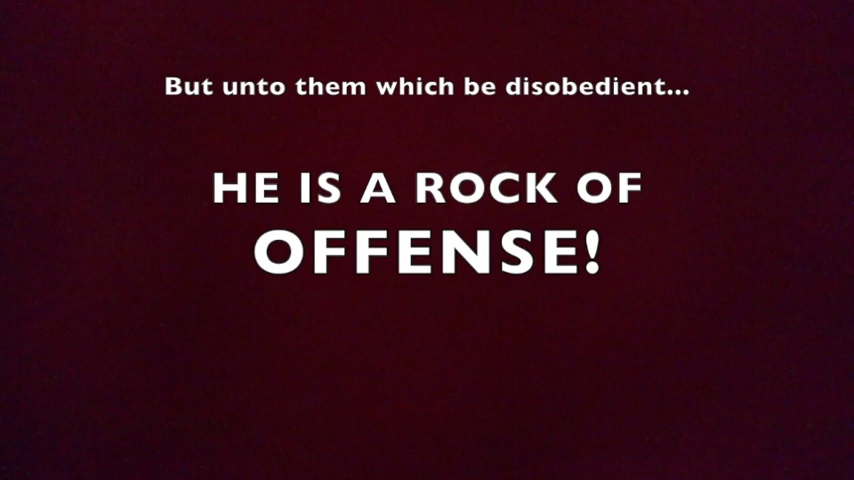 But unto them which be disobedient...
HE IS A ROCK OF
OFFENSE!